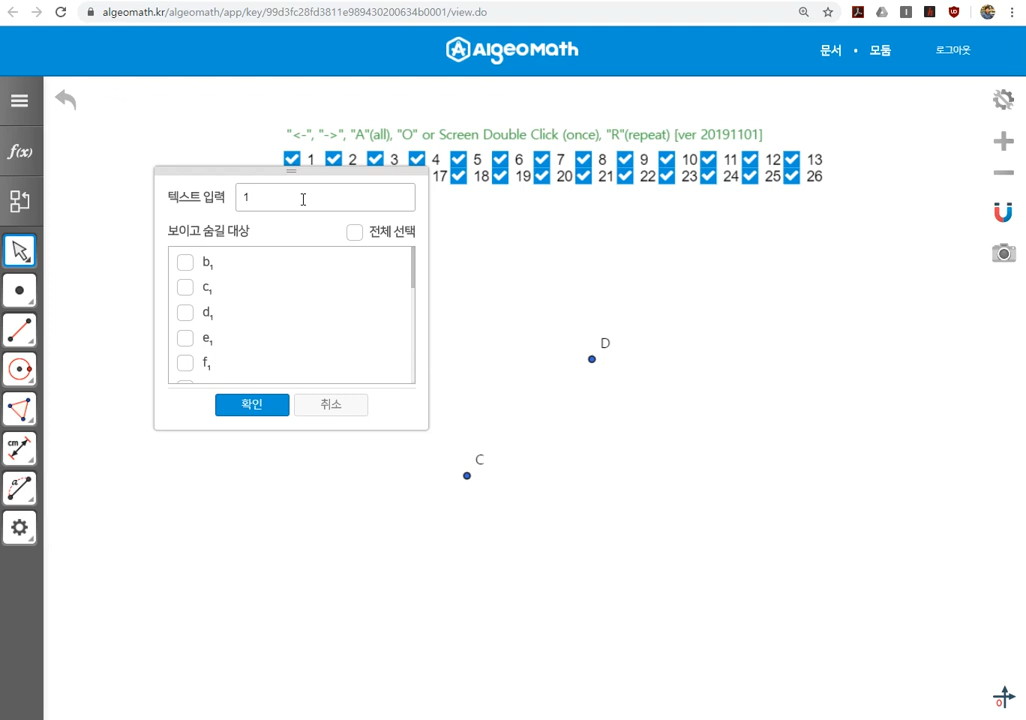 algeomath.kr/algeomath/app/key/99d3fc28fd3811e989430200634b0001/view.do
AlgeoMath
문서 • 모둠 로그아웃
f(x)
"<-", "->", "A"(all), "O" or Screen Double Click (once), "R"(repeat) [ver 20191101]
1 2 3 4 5 6 7 8 9 10 11 12 13
17 18 19 20 21 22 23 24 25 26
텍스트 입력 1
보이고 숨길 대상 전체 선택
b₁
c₁
d₁
e₁
f₁
확인 취소
D
C
cm
a
0